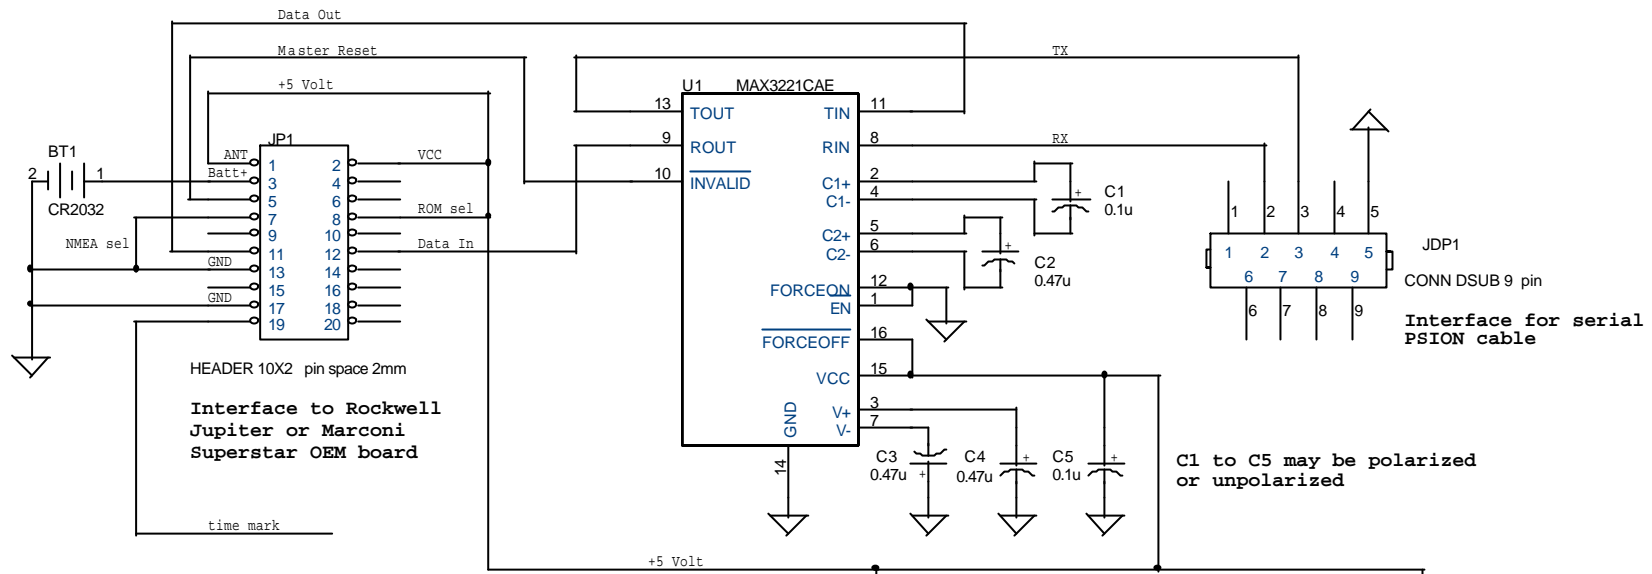 Data Out
Master Reset
+5 Volt
TX
U1 MAX3221CAE
13 TOUT TIN 11
9 ROUT RIN 8
RX
10 INVALID
C1+ 2
C1- 4
C2+ 5
C2- 6
FORCEON 12
EN 1
FORCEOFF 16
VCC 15
V+ 3
V- 7
GND
14
C1
0.1u
C2
0.47u
C3
0.47u
C4
0.47u
C5
0.1u
BT1
2 1
CR2032
JP1
ANT 1 2 VCC
Batt+ 3 4
5 6
7 8 ROM sel
9 10
NMEA sel
11 12 Data In
GND 13 14
15 16
GND 17 18
19 20
HEADER 10X2 pin space 2mm
Interface to Rockwell
Jupiter or Marconi
Superstar OEM board
time mark
+5 Volt
1 2 3 4 5
1 2 3 4 5
6 7 8 9
6 7 8 9
JDP1
CONN DSUB 9 pin
Interface for serial
PSION cable
C1 to C5 may be polarized
or unpolarized